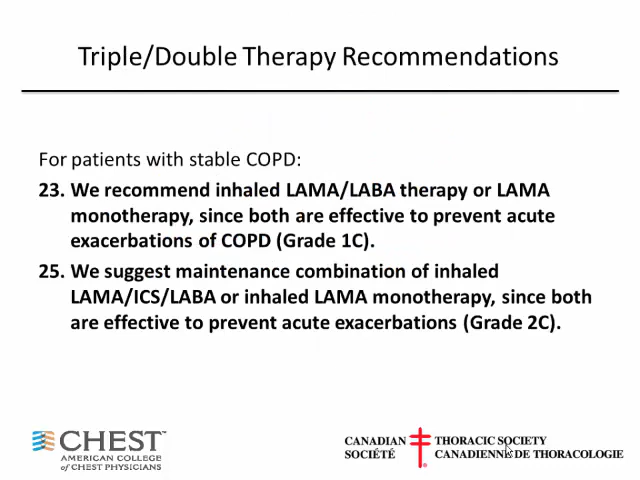 Triple/Double Therapy Recommendations
For patients with stable COPD:
23. We recommend inhaled LAMA/LABA therapy or LAMA
monotherapy, since both are effective to prevent acute
exacerbations of COPD (Grade 1C).
25. We suggest maintenance combination of inhaled
LAMA/ICS/LABA or inhaled LAMA monotherapy, since both
are effective to prevent acute exacerbations (Grade 2C).
CHEST™
AMERICAN COLLEGE
of CHEST PHYSICIANS
CANADIAN THORACIC SOCIETY
SOCIÉTÉ CANADIENNE DE THORACOLOGIE